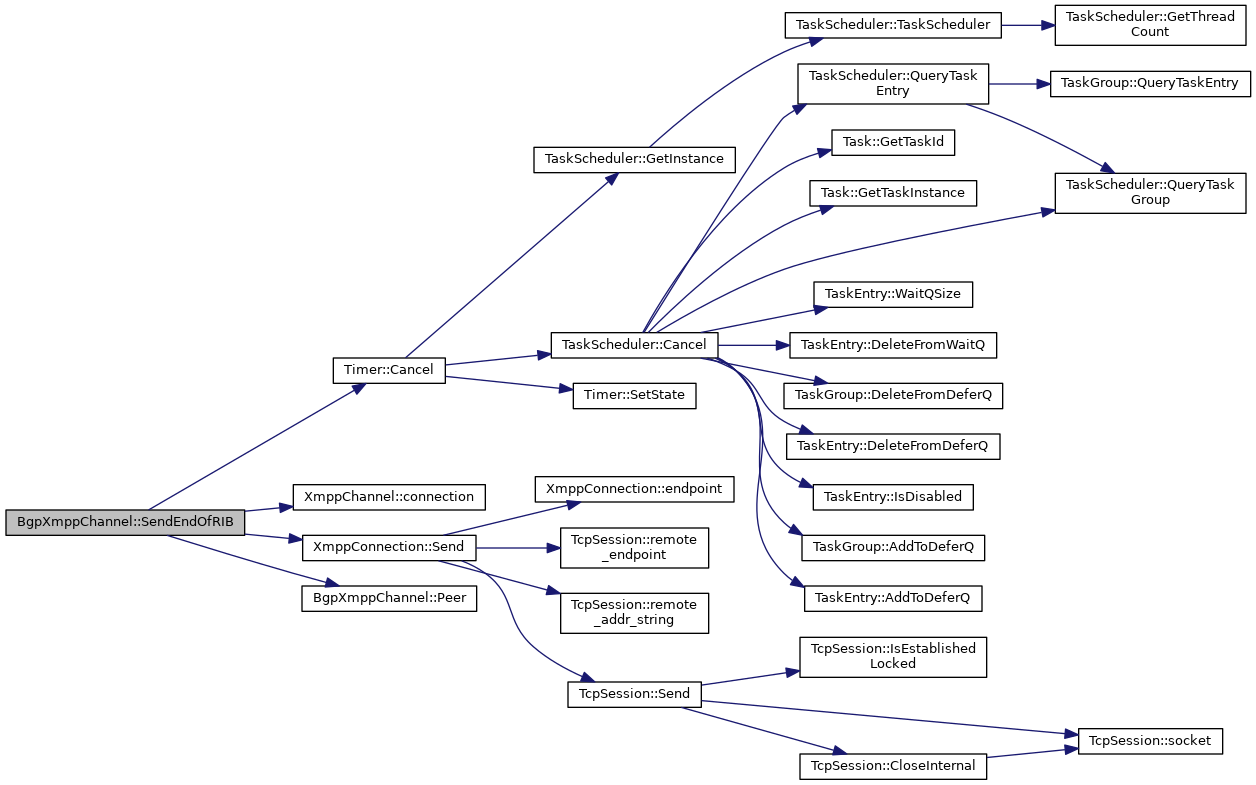 TaskScheduler::TaskScheduler
TaskScheduler::GetThread
Count
TaskScheduler::QueryTask
Entry
TaskGroup::QueryTaskEntry
Task::GetTaskId
TaskScheduler::GetInstance
Task::GetTaskInstance
TaskScheduler::QueryTask
Group
TaskEntry::WaitQSize
TaskScheduler::Cancel
TaskEntry::DeleteFromWaitQ
Timer::Cancel
Timer::SetState
TaskGroup::DeleteFromDeferQ
TaskEntry::DeleteFromDeferQ
XmppConnection::endpoint
XmppChannel::connection
TaskEntry::IsDisabled
BgpXmppChannel::SendEndOfRIB
XmppConnection::Send
TcpSession::remote
_endpoint
TaskGroup::AddToDeferQ
BgpXmppChannel::Peer
TcpSession::remote
_addr_string
TaskEntry::AddToDeferQ
TcpSession::IsEstablished
Locked
TcpSession::Send
TcpSession::socket
TcpSession::CloseInternal